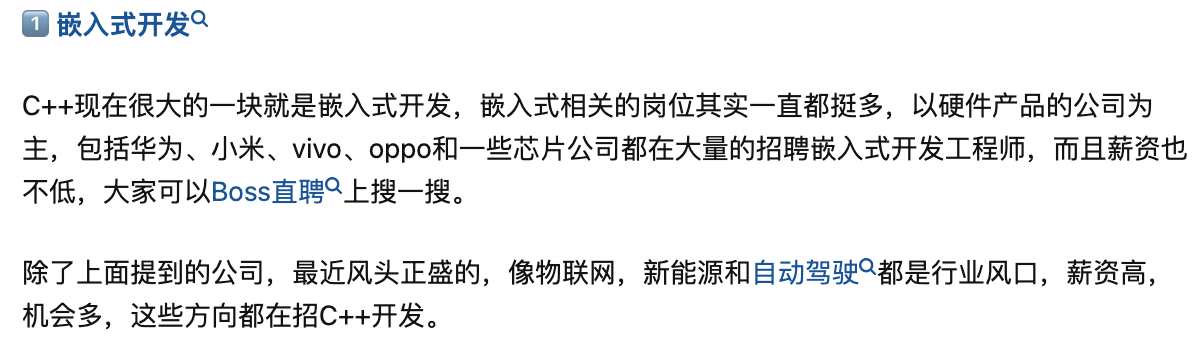 1 嵌入式开发
C++现在很大的一块就是嵌入式开发，嵌入式相关的岗位其实一直都挺多，以硬件产品的公司为
主，包括华为、小米、vivo、oppo和一些芯片公司都在大量的招聘嵌入式开发工程师，而且薪资也
不低，大家可以Boss直聘上搜一搜。
除了上面提到的公司，最近风头正盛的，像物联网，新能源和自动驾驶都是行业风口，薪资高，
机会多，这些方向都在招C++开发。